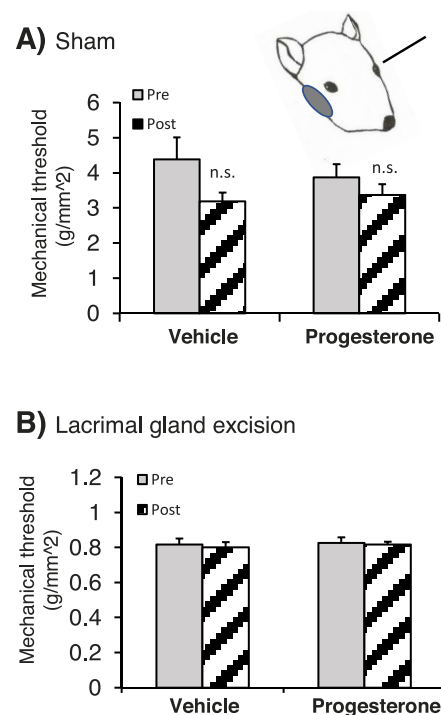 A) Sham
Mechanical threshold
(g/mm^2)
6
5
4
3
2
1
0
Pre
Post
n.s.
n.s.
Vehicle
Progesterone
B) Lacrimal gland excision
Mechanical threshold
(g/mm^2)
1.2
1
0.8
0.6
0.4
0.2
0
Pre
Post
Vehicle
Progesterone